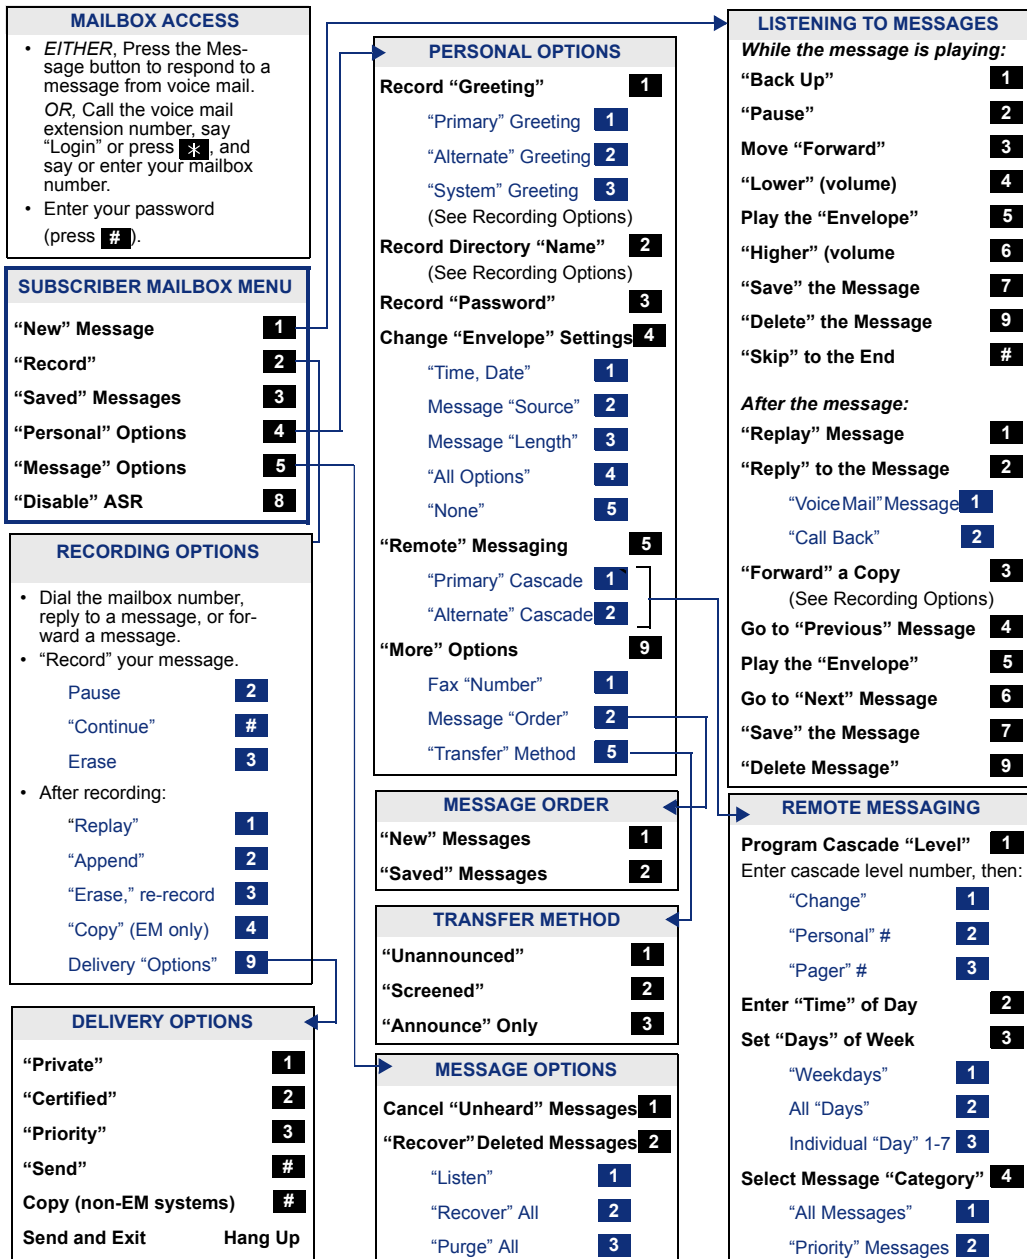 MAILBOX ACCESS
• EITHER, Press the Mes-
sage button to respond to a
message from voice mail.
OR, Call the voice mail
extension number, say
“Login” or press *, and
say or enter your mailbox
number.
• Enter your password
(press # ).
SUBSCRIBER MAILBOX MENU
“New” Message 1
“Record” 2
“Saved” Messages 3
“Personal” Options 4
“Message” Options 5
“Disable” ASR 8
RECORDING OPTIONS
• Dial the mailbox number,
reply to a message, or for-
ward a message.
• “Record” your message.
Pause 2
“Continue” #
Erase 3
• After recording:
“Replay” 1
“Append” 2
“Erase,” re-record 3
“Copy” (EM only) 4
Delivery “Options” 9
DELIVERY OPTIONS
“Private” 1
“Certified” 2
“Priority” 3
“Send” #
Copy (non-EM systems) #
Send and Exit Hang Up
PERSONAL OPTIONS
Record “Greeting” 1
“Primary” Greeting 1
“Alternate” Greeting 2
“System” Greeting 3
(See Recording Options)
Record Directory “Name” 2
(See Recording Options)
Record “Password” 3
Change “Envelope” Settings 4
“Time, Date” 1
Message “Source” 2
Message “Length” 3
“All Options” 4
“None” 5
“Remote” Messaging 5
“Primary” Cascade 1
“Alternate” Cascade 2
“More” Options 9
Fax “Number” 1
Message “Order” 2
“Transfer” Method 5
MESSAGE ORDER
“New” Messages 1
“Saved” Messages 2
TRANSFER METHOD
“Unannounced” 1
“Screened” 2
“Announce” Only 3
MESSAGE OPTIONS
Cancel “Unheard” Messages 1
“Recover” Deleted Messages 2
“Listen” 1
“Recover” All 2
“Purge” All 3
LISTENING TO MESSAGES
While the message is playing:
“Back Up” 1
“Pause” 2
Move “Forward” 3
“Lower” (volume) 4
Play the “Envelope” 5
“Higher” (volume 6
“Save” the Message 7
“Delete” the Message 9
“Skip” to the End #
After the message:
“Replay” Message 1
“Reply” to the Message 2
“Voice Mail” Message 1
“Call Back” 2
“Forward” a Copy 3
(See Recording Options)
Go to “Previous” Message 4
Play the “Envelope” 5
Go to “Next” Message 6
“Save” the Message 7
“Delete Message” 9
REMOTE MESSAGING
Program Cascade “Level” 1
Enter cascade level number, then:
“Change” 1
“Personal” # 2
“Pager” # 3
Enter “Time” of Day 2
Set “Days” of Week 3
“Weekdays” 1
All “Days” 2
Individual “Day” 1-7 3
Select Message “Category” 4
“All Messages” 1
“Priority” Messages 2